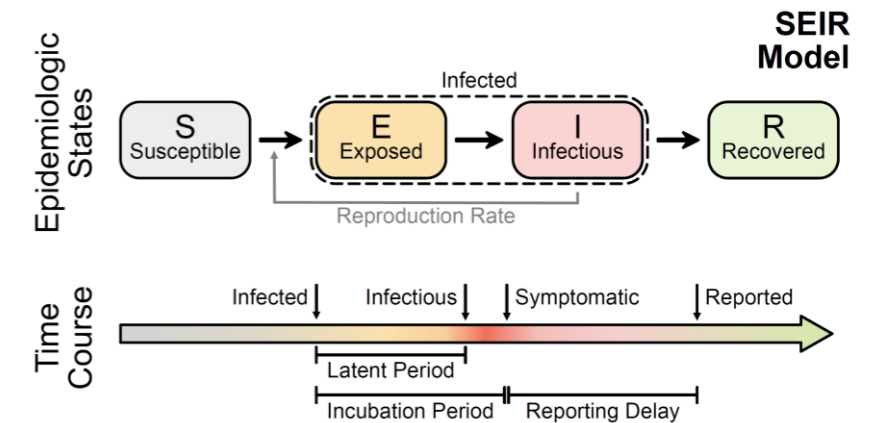 SEIR
Model
Epidemiologic
States
Infected
S
Susceptible
E
Exposed
I
Infectious
R
Recovered
Reproduction Rate
Time
Course
Infected
Infectious
Symptomatic
Reported
Latent Period
Incubation Period
Reporting Delay